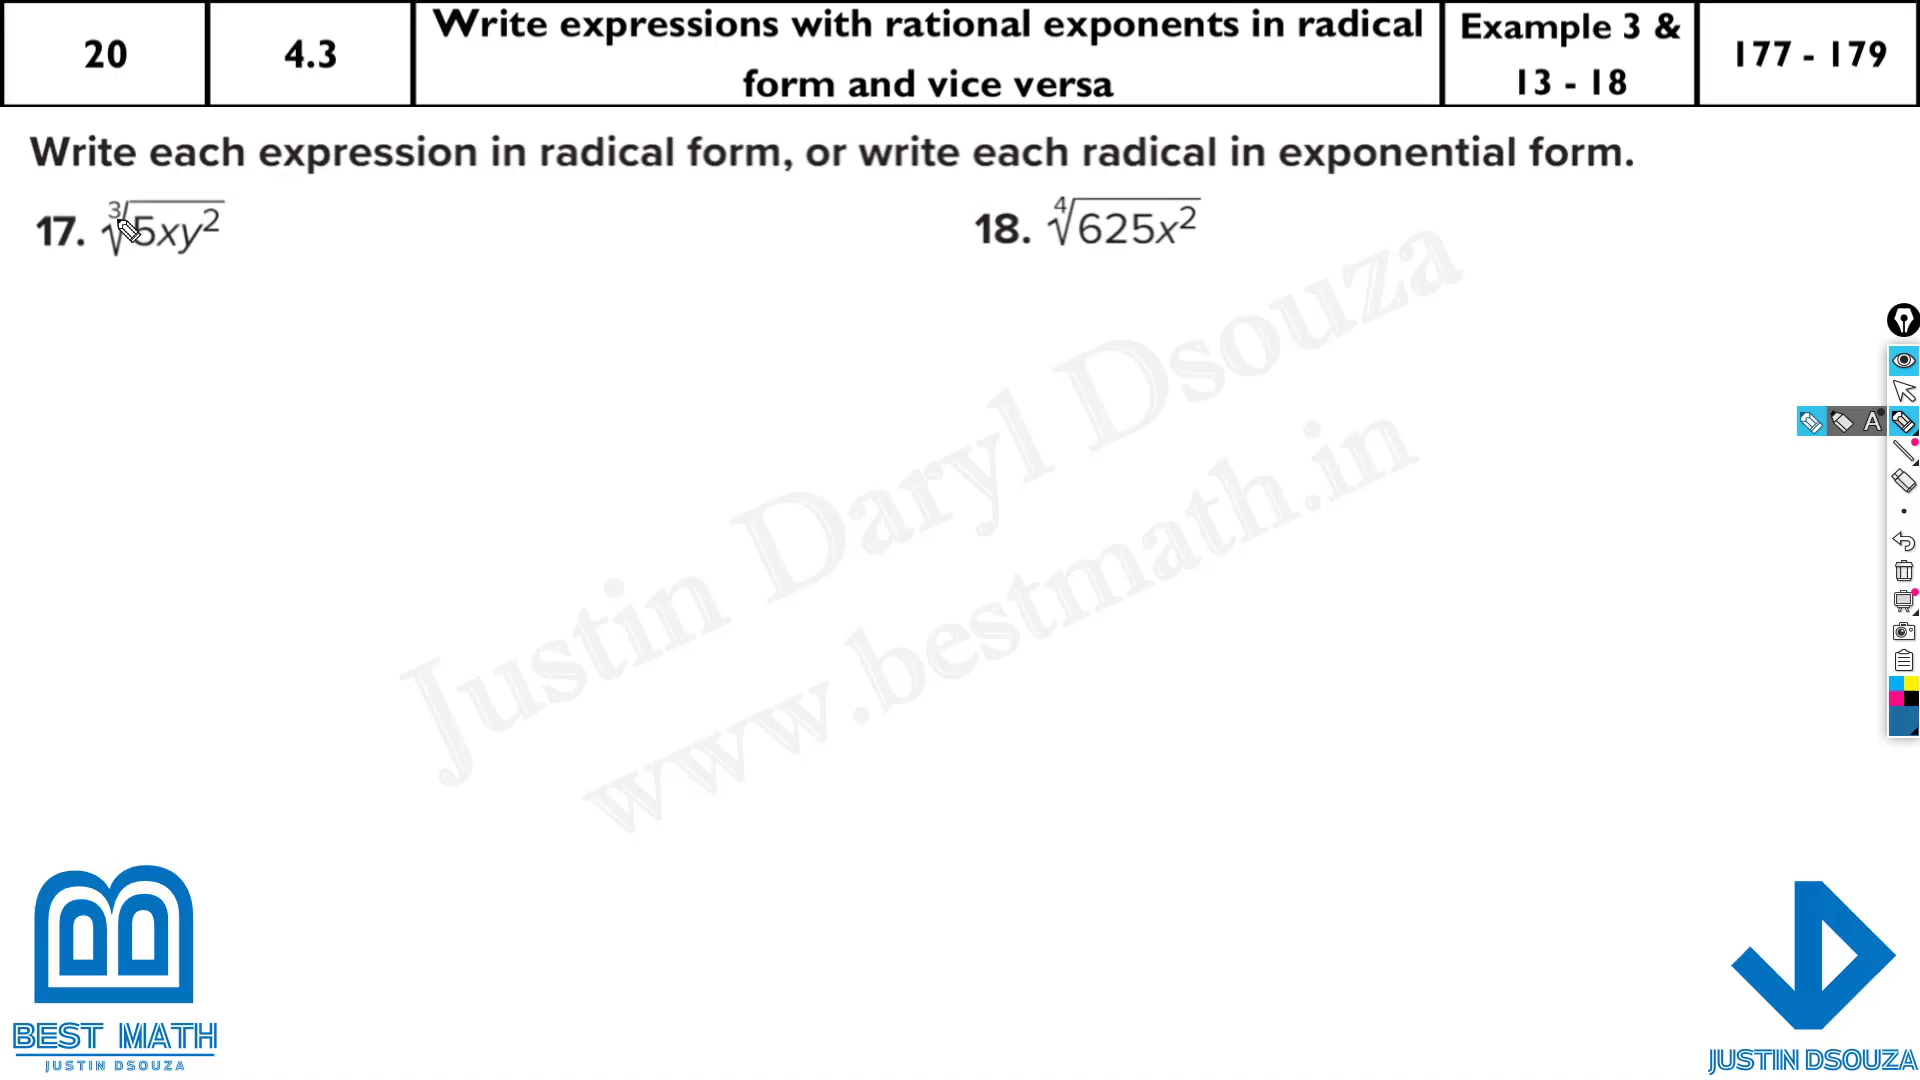 20
4.3
Write expressions with rational exponents in radical
form and vice versa
Example 3 &
13 - 18
177 - 179
Write each expression in radical form, or write each radical in exponential form.
17. ∛(5xy²)
18. ∜(625x²)
Justin Daryl Dsouza
www.bestmath.in
A
BEST MATH
JUSTIN DSOUZA
JUSTIN DSOUZA